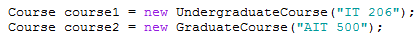 Course course1 = new UndergraduateCourse("IT 206");
Course course2 = new GraduateCourse("AIT 500");